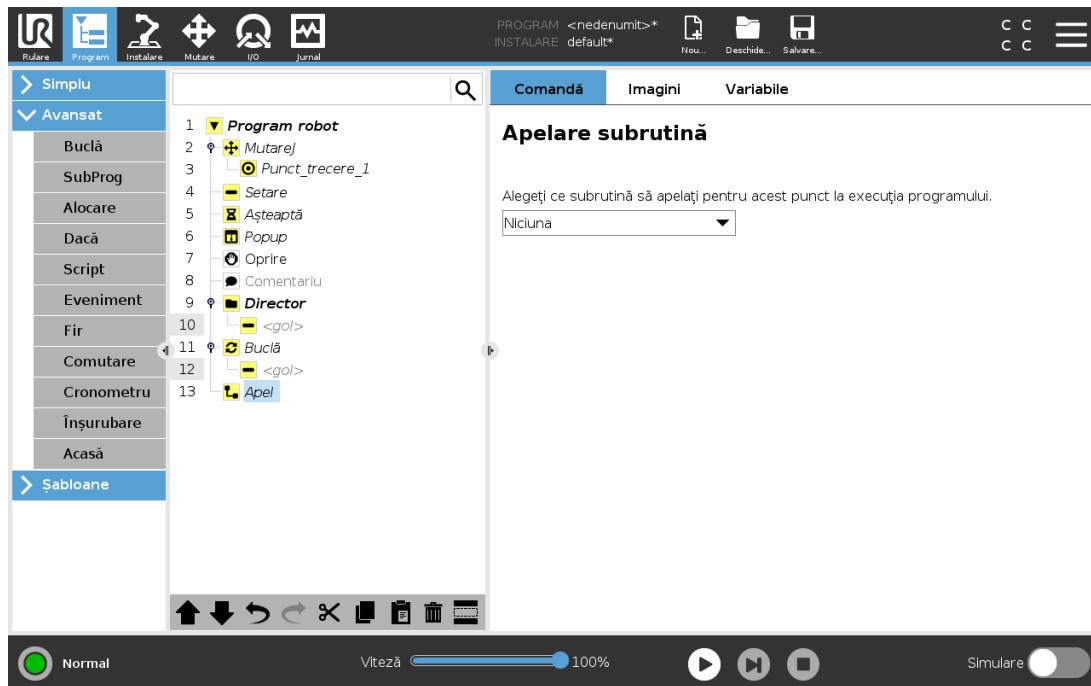 PROGRAM <nedenumit>*
INSTALARE default*
C C
C C
Rulare Program Instalare Mutare I/O Jurnal Nou... Deschide... Salvare...
Simplu
Avansat
Buclă
SubProg
Alocare
Dacă
Script
Eveniment
Fir
Comutare
Cronometru
Înșurubare
Acasă
Șabloane
1 Program robot
2 MutareJ
3 Punct_trecere_1
4 Setare
5 Așteaptă
6 Popup
7 Oprire
8 Comentariu
9 Director
10 <gol>
11 Buclă
12 <gol>
13 Apel
Comandă Imagini Variabile
Apelare subrutină
Alegeți ce subrutină să apelați pentru acest punct la execuția programului.
Niciuna
Normal Viteză 100% Simulare